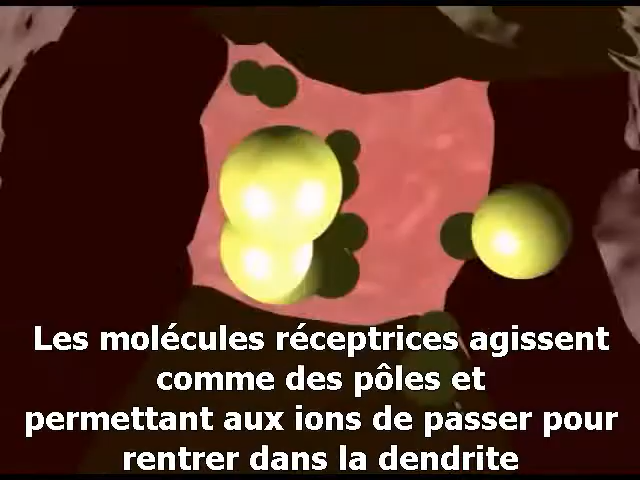 Les molécules réceptrices agissent
comme des pôles et
permettant aux ions de passer pour
rentrer dans la dendrite